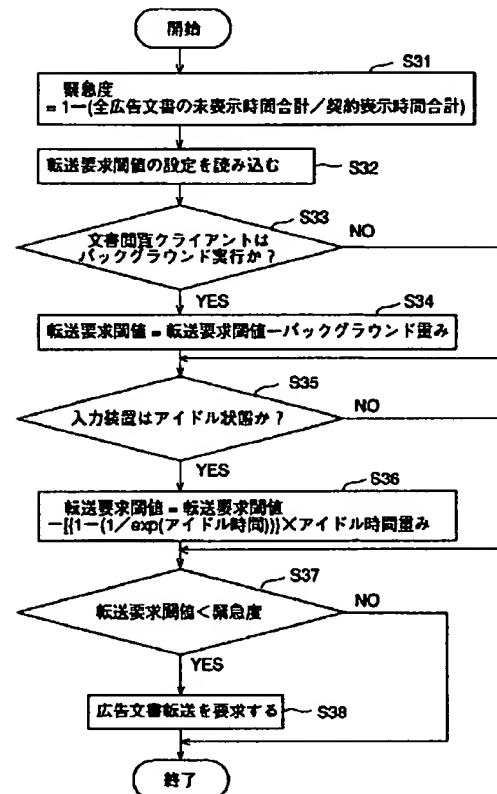 開始
S31
緊急度
= 1－(全広告文書の未表示時間合計／契約表示時間合計)
転送要求閾値の設定を読み込む
S32
S33
文書閲覧クライアントは
バックグラウンド実行か？
NO
YES
S34
転送要求閾値 = 転送要求閾値－バックグラウンド重み
S35
入力装置はアイドル状態か？
NO
YES
S36
転送要求閾値 = 転送要求閾値
－[{1－(1／exp(アイドル時間))}×アイドル時間重み
S37
転送要求閾値＜緊急度
NO
YES
広告文書転送を要求する
S38
終了